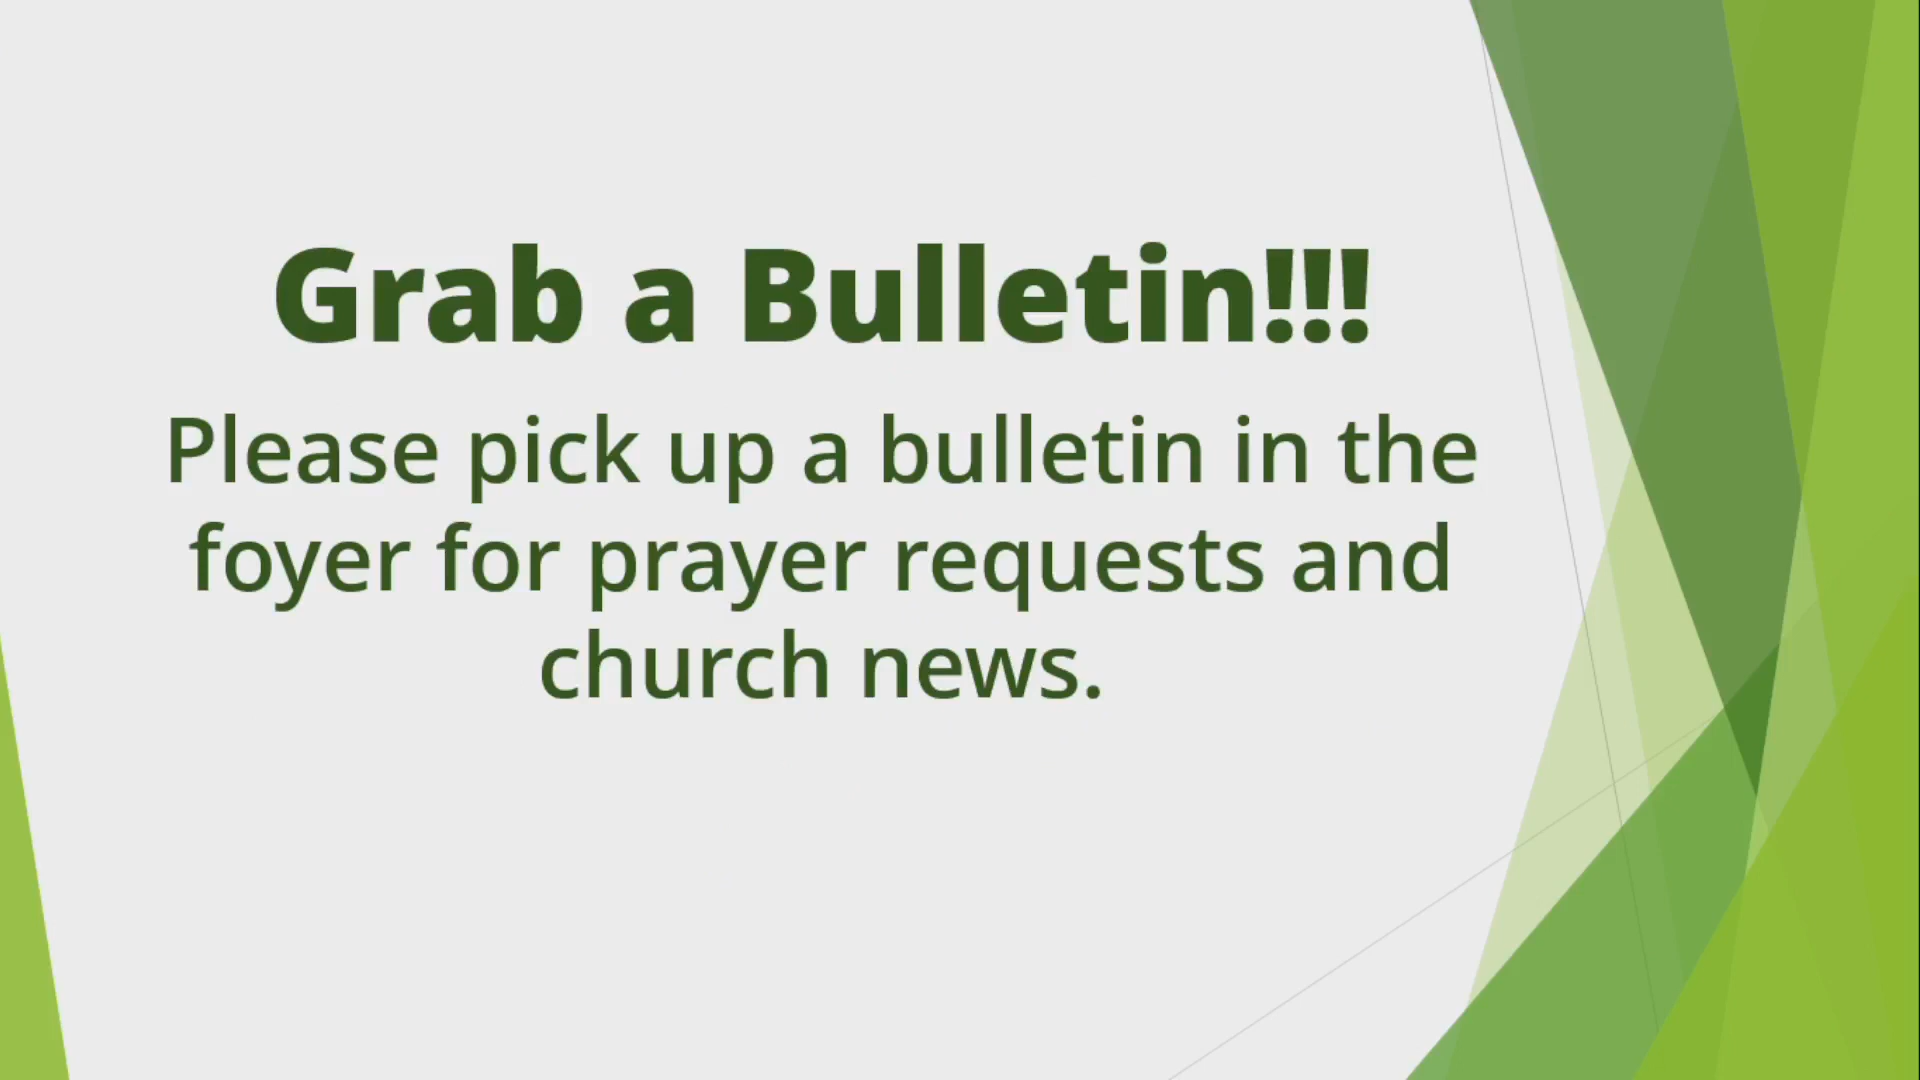 Grab a Bulletin!!!
Please pick up a bulletin in the
foyer for prayer requests and
church news.